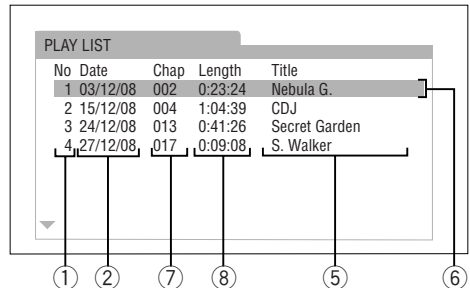 PLAY LIST
No Date Chap Length Title
1 03/12/08 002 0:23:24 Nebula G.
2 15/12/08 004 1:04:39 CDJ
3 24/12/08 013 0:41:26 Secret Garden
4 27/12/08 017 0:09:08 S. Walker
① ② ⑦ ⑧ ⑤ ⑥